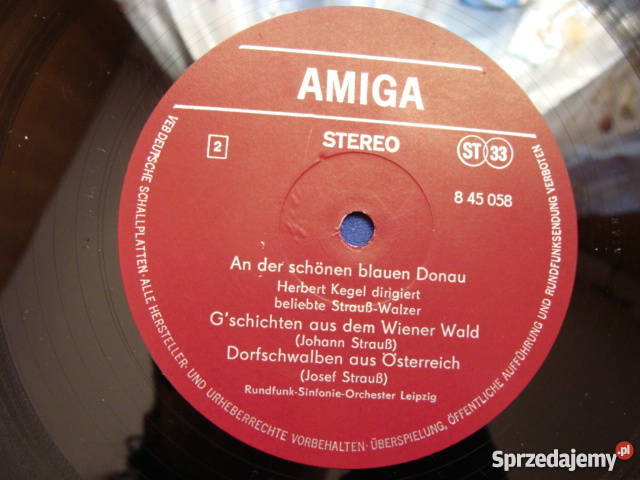 AMIGA
2
STEREO
ST 33
8 45 058
An der schönen blauen Donau
Herbert Kegel dirigiert
beliebte Strauß-Walzer
G'schichten aus dem Wiener Wald
(Johann Strauß)
Dorfschwalben aus Österreich
(Josef Strauß)
Rundfunk-Sinfonie-Orchester Leipzig
VEB DEUTSCHE SCHALLPLATTEN · ALLE HERSTELLER- UND URHEBERRECHTE VORBEHALTEN · ÜBERSPIELUNG, ÖFFENTLICHE AUFFÜHRUNG UND RUNDFUNKSENDUNG VERBOTEN
Sprzedajemy.pl